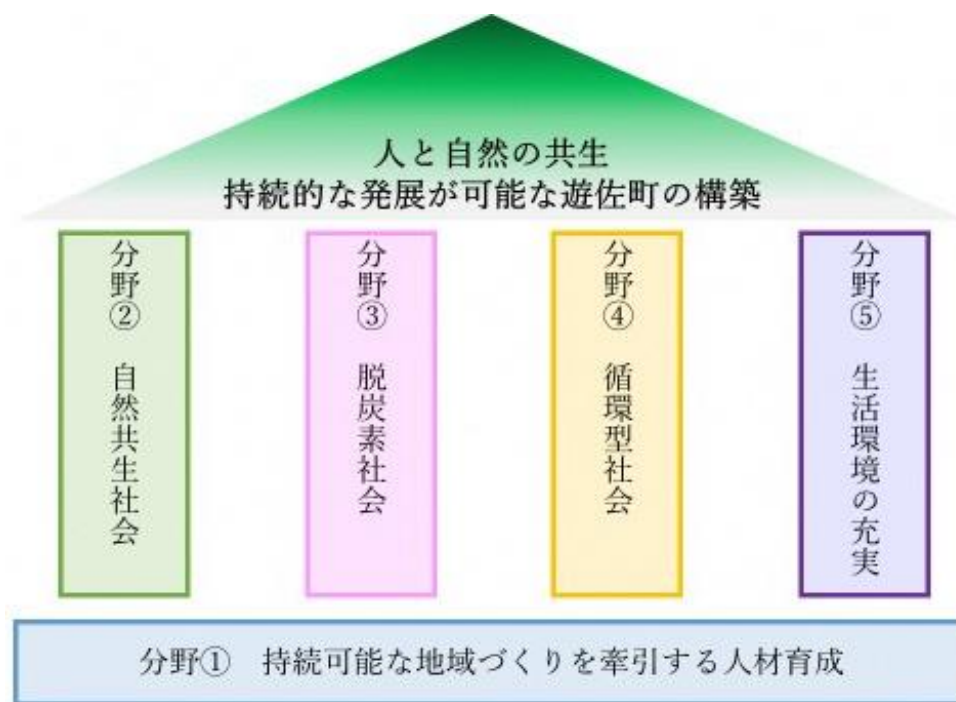 人と自然の共生
持続的な発展が可能な遊佐町の構築
分野② 自然共生社会
分野③ 脱炭素社会
分野④ 循環型社会
分野⑤ 生活環境の充実
分野① 持続可能な地域づくりを牽引する人材育成